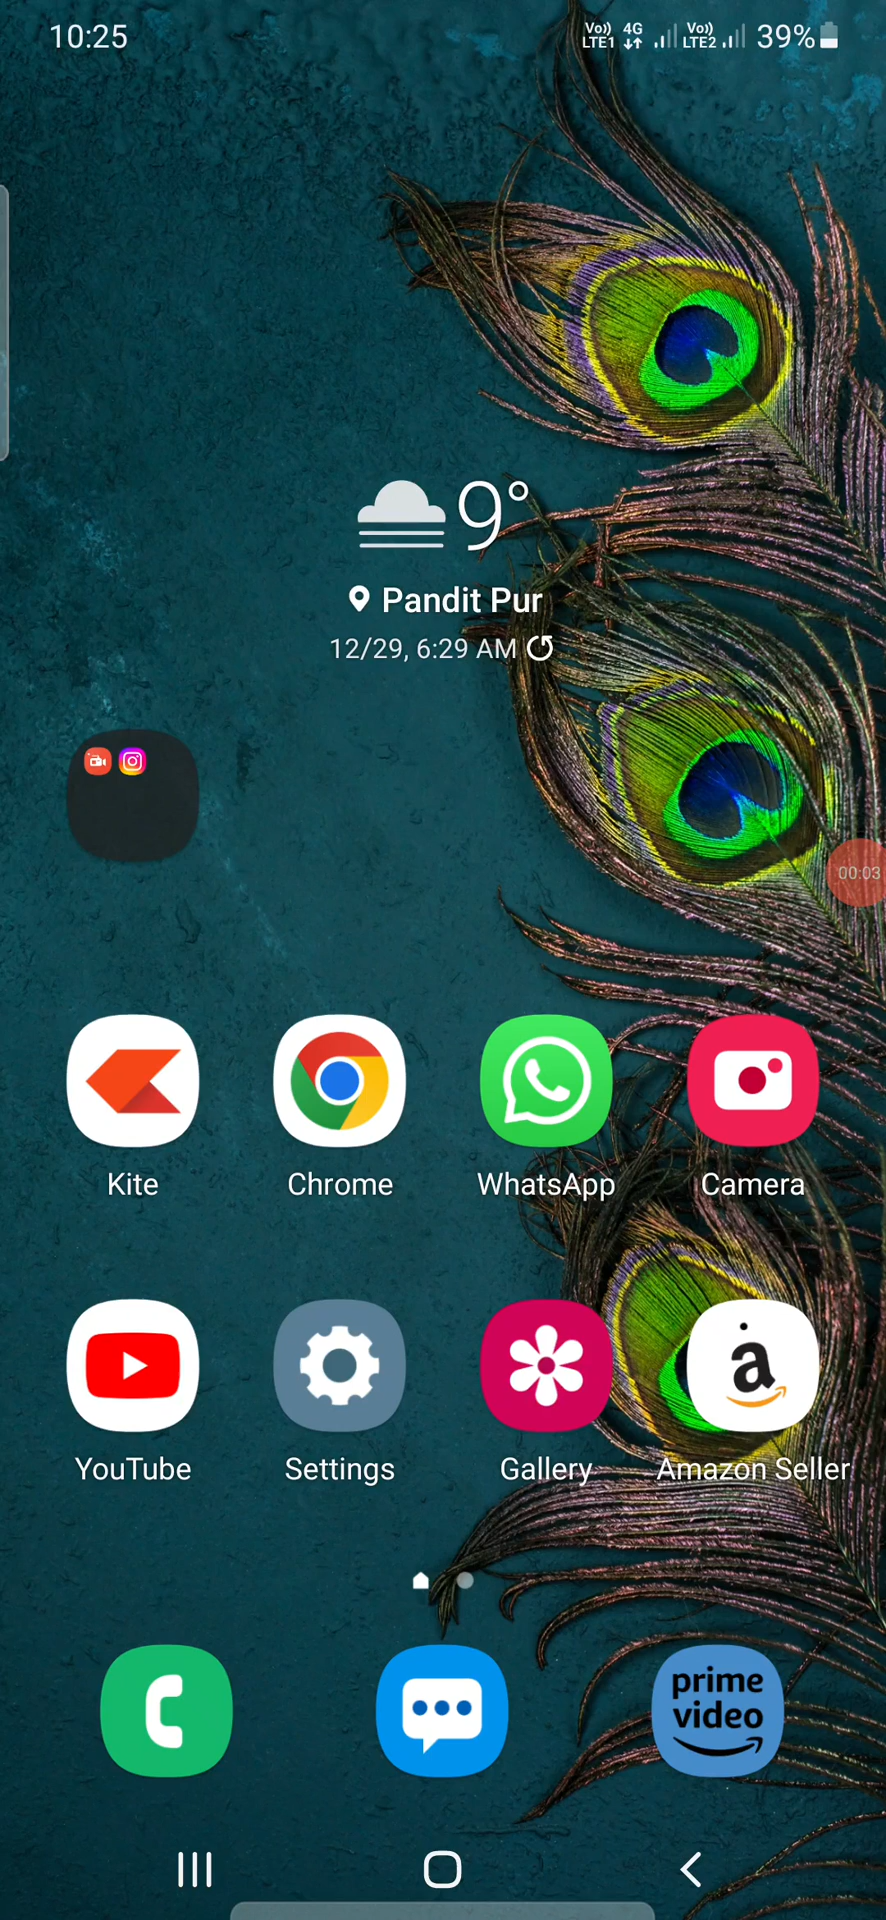 10:25 Vo)) LTE1 4G Vo)) LTE2 39%
9°
Pandit Pur
12/29, 6:29 AM
00:03
Kite Chrome WhatsApp Camera
a
YouTube Settings Gallery Amazon Seller
prime
video